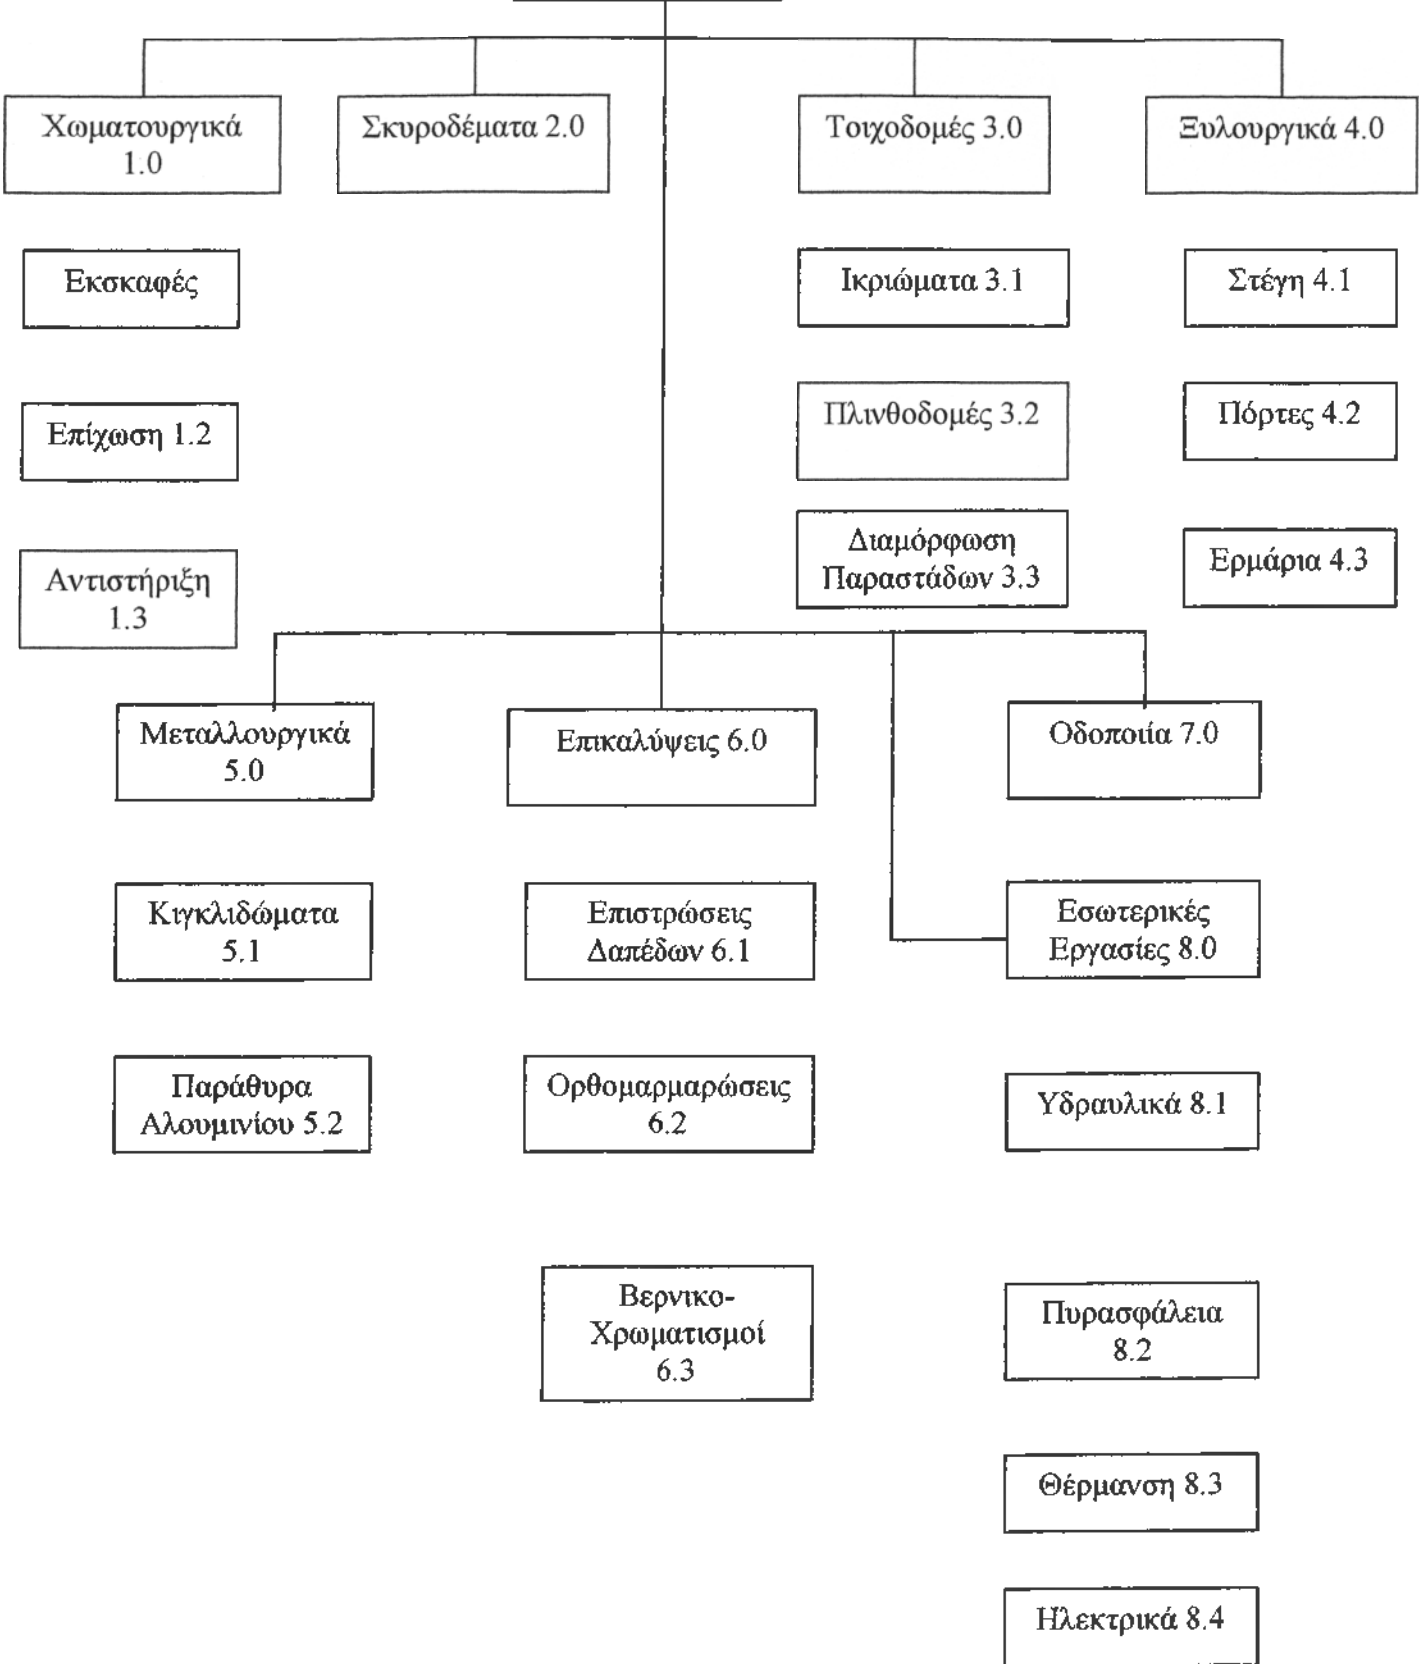 Χωματουργικά
1.0
Σκυροδέματα 2.0
Τοιχοδομές 3.0
Ξυλουργικά 4.0
Εκσκαφές
Ικριώματα 3.1
Στέγη 4.1
Επίχωση 1.2
Πλινθοδομές 3.2
Πόρτες 4.2
Αντιστήριξη
1.3
Διαμόρφωση
Παραστάδων 3.3
Ερμάρια 4.3
Μεταλλουργικά
5.0
Επικαλύψεις 6.0
Οδοποιία 7.0
Κιγκλιδώματα
5.1
Επιστρώσεις
Δαπέδων 6.1
Εσωτερικές
Εργασίες 8.0
Παράθυρα
Αλουμινίου 5.2
Ορθομαρμαρώσεις
6.2
Υδραυλικά 8.1
Βερνικο-
Χρωματισμοί
6.3
Πυρασφάλεια
8.2
Θέρμανση 8.3
Ηλεκτρικά 8.4